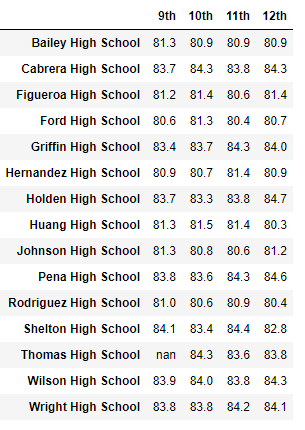 9th 10th 11th 12th
Bailey High School 81.3 80.9 80.9 80.9
Cabrera High School 83.7 84.3 83.8 84.3
Figueroa High School 81.2 81.4 80.6 81.4
Ford High School 80.6 81.3 80.4 80.7
Griffin High School 83.4 83.7 84.3 84.0
Hernandez High School 80.9 80.7 81.4 80.9
Holden High School 83.7 83.3 83.8 84.7
Huang High School 81.3 81.5 81.4 80.3
Johnson High School 81.3 80.8 80.6 81.2
Pena High School 83.8 83.6 84.3 84.6
Rodriguez High School 81.0 80.6 80.9 80.4
Shelton High School 84.1 83.4 84.4 82.8
Thomas High School nan 84.3 83.6 83.8
Wilson High School 83.9 84.0 83.8 84.3
Wright High School 83.8 83.8 84.2 84.1